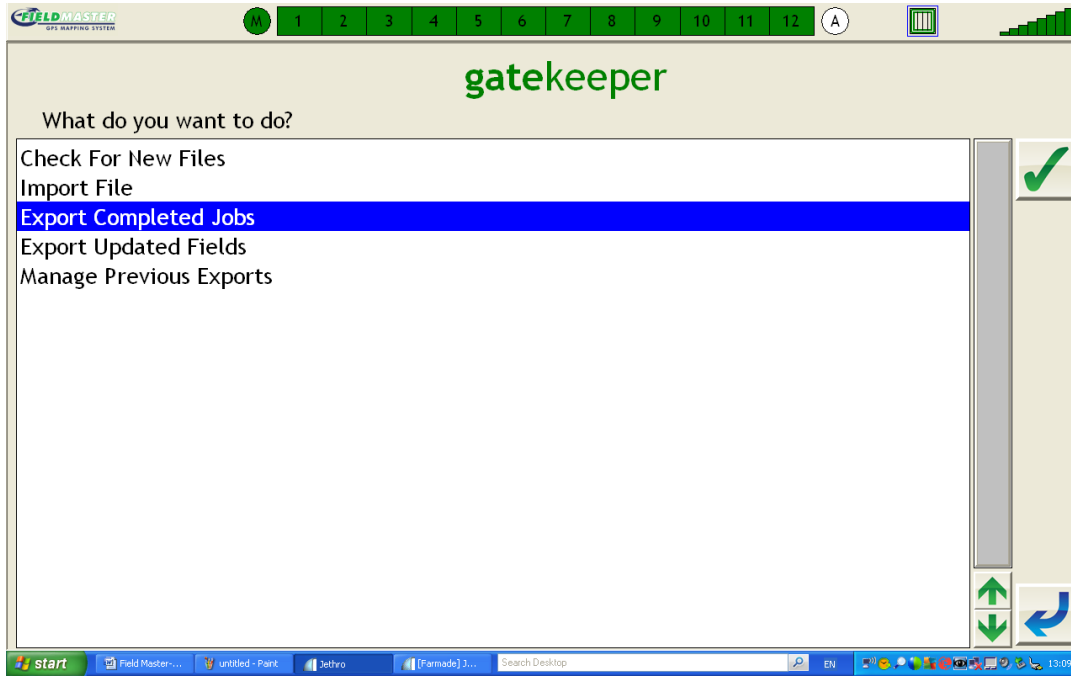 FIELDMASTER
GPS MAPPING SYSTEM
M 1 2 3 4 5 6 7 8 9 10 11 12 A
gatekeeper
What do you want to do?
Check For New Files
Import File
Export Completed Jobs
Export Updated Fields
Manage Previous Exports
start Field Master-... untitled - Paint Jethro [Farmade] J... Search Desktop EN 13:09